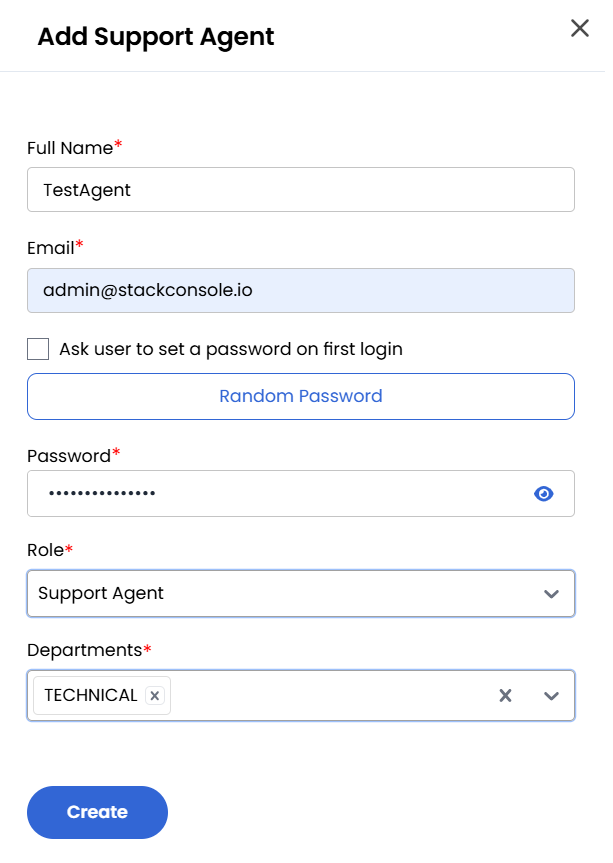 Add Support Agent
Full Name*
TestAgent
Email*
admin@stackconsole.io
Ask user to set a password on first login
Random Password
Password*
•••••••••••••••
Role*
Support Agent
Departments*
TECHNICAL
Create